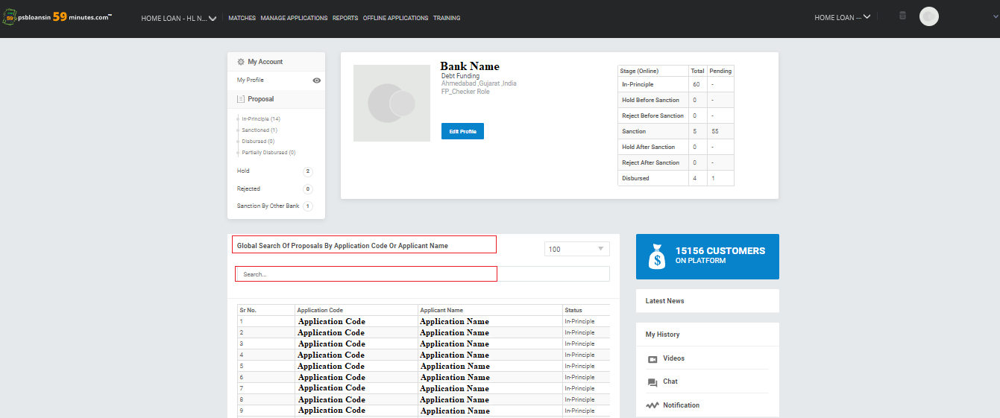 psbloansin 59 minutes.com™
HOME LOAN - HL N...
MATCHES MANAGE APPLICATIONS REPORTS OFFLINE APPLICATIONS TRAINING
HOME LOAN ...
My Account
My Profile
Proposal
In-Principle (14)
Sanctioned (1)
Disbursed (0)
Partially Disbursed (0)
Hold 2
Rejected 0
Sanction By Other Bank 1
Bank Name
Debt Funding
Ahmedabad ,Gujarat ,India
FP_Checker Role
Edit Profile
Stage (Online) Total Pending
In-Principle 60 -
Hold Before Sanction 0 -
Reject Before Sanction 0 -
Sanction 5 55
Hold After Sanction 0 -
Reject After Sanction 0 -
Disbursed 4 1
Global Search Of Proposals By Application Code Or Applicant Name
100
Search...
Sr No. Application Code Applicant Name Status
1 Application Code Application Name In-Principle
2 Application Code Application Name In-Principle
3 Application Code Application Name In-Principle
4 Application Code Application Name In-Principle
5 Application Code Application Name In-Principle
6 Application Code Application Name In-Principle
7 Application Code Application Name In-Principle
8 Application Code Application Name In-Principle
9 Application Code Application Name In-Principle
$
15156 CUSTOMERS
ON PLATFORM
Latest News
My History
Videos
Chat
Notification